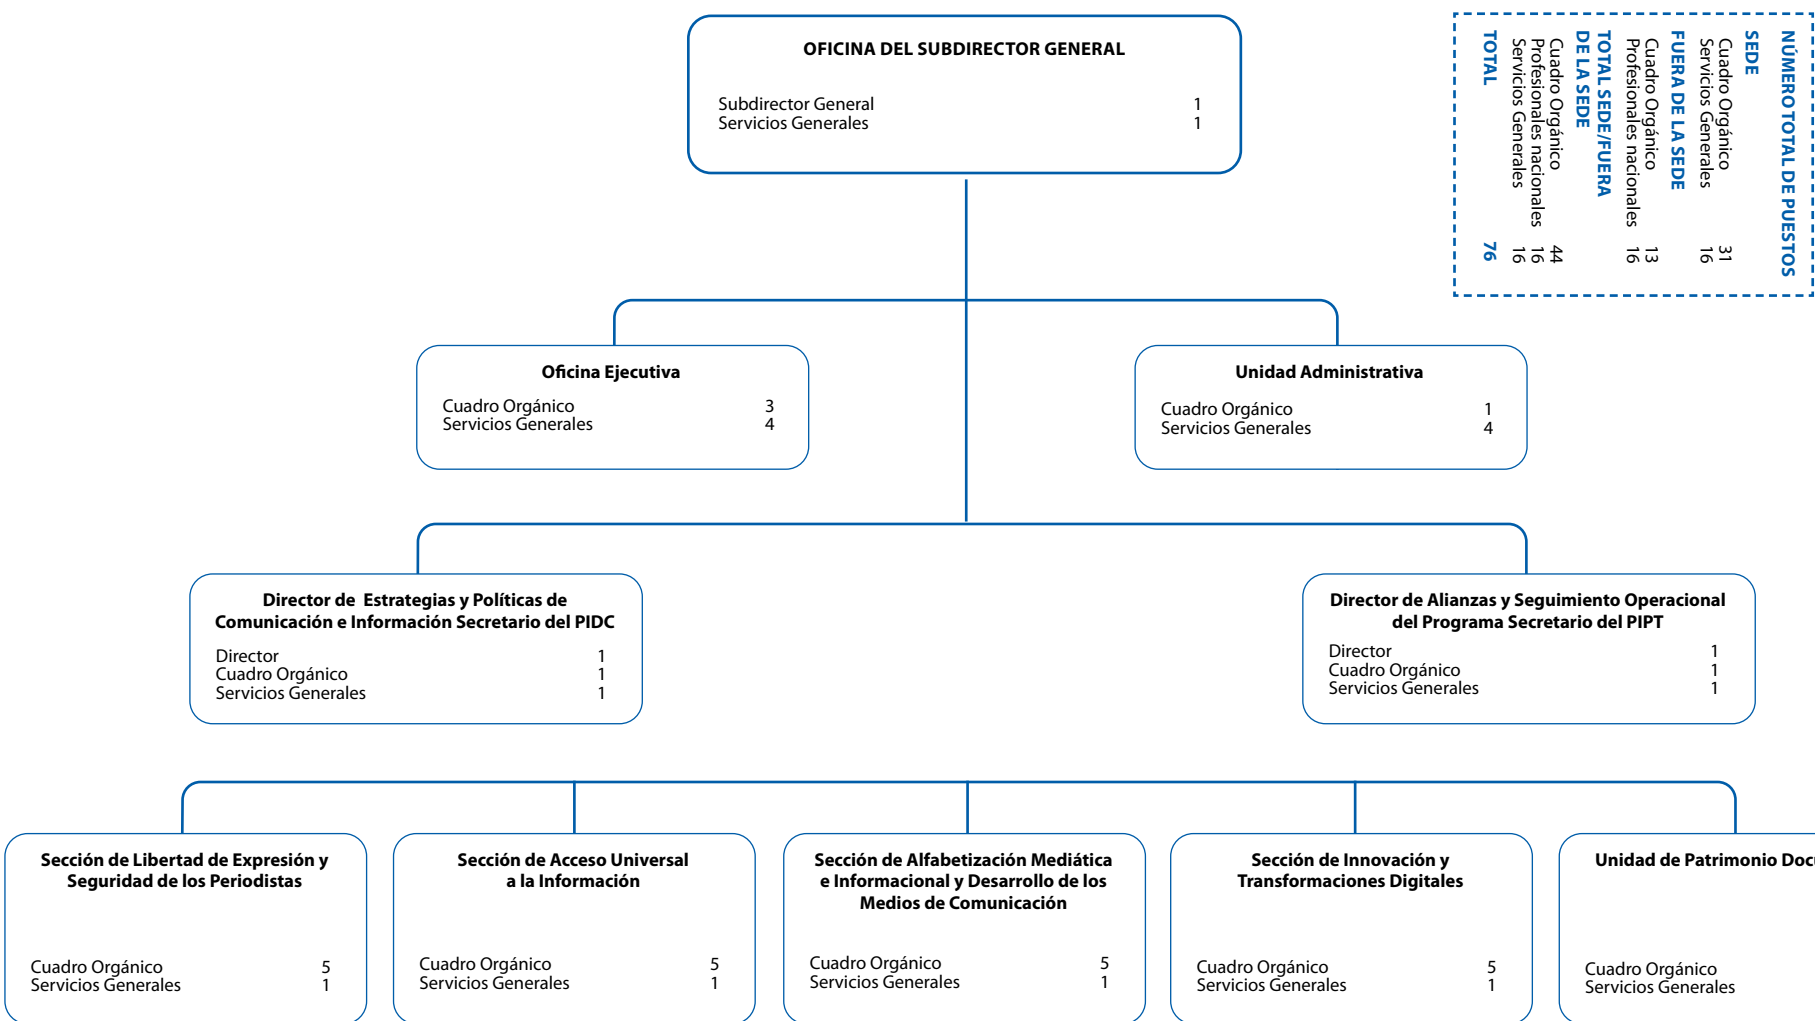 OFICINA DEL SUBDIRECTOR GENERAL
Subdirector General 1
Servicios Generales 1
NÚMERO TOTAL DE PUESTOS
SEDE
Cuadro Orgánico 31
Servicios Generales 16
FUERA DE LA SEDE
Cuadro Orgánico 13
Profesionales nacionales 16
TOTAL SEDE/FUERA
DE LA SEDE
Cuadro Orgánico 44
Profesionales nacionales 16
Servicios Generales 16
TOTAL 76
Oficina Ejecutiva
Cuadro Orgánico 3
Servicios Generales 4
Unidad Administrativa
Cuadro Orgánico 1
Servicios Generales 4
Director de Estrategias y Políticas de
Comunicación e Información Secretario del PIDC
Director 1
Cuadro Orgánico 1
Servicios Generales 1
Director de Alianzas y Seguimiento Operacional
del Programa Secretario del PIPT
Director 1
Cuadro Orgánico 1
Servicios Generales 1
Sección de Libertad de Expresión y
Seguridad de los Periodistas
Cuadro Orgánico 5
Servicios Generales 1
Sección de Acceso Universal
a la Información
Cuadro Orgánico 5
Servicios Generales 1
Sección de Alfabetización Mediática
e Informacional y Desarrollo de los
Medios de Comunicación
Cuadro Orgánico 5
Servicios Generales 1
Sección de Innovación y
Transformaciones Digitales
Cuadro Orgánico 5
Servicios Generales 1
Unidad de Patrimonio
Cuadro Orgánico
Servicios Generales